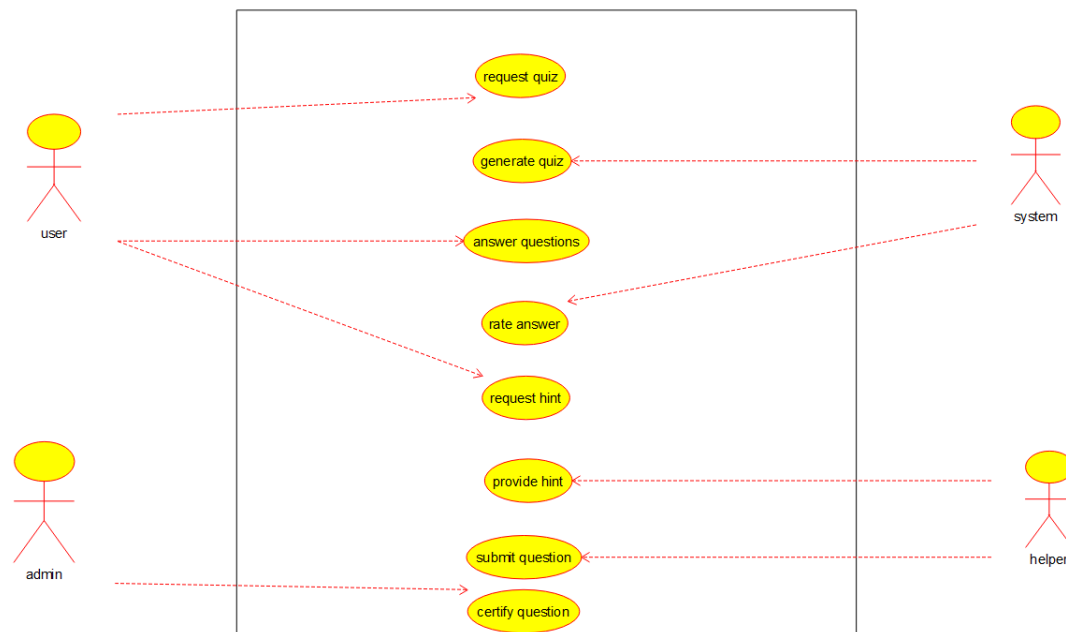 request quiz
generate quiz
user
system
answer questions
rate answer
request hint
provide hint
submit question
admin
helper
certify question